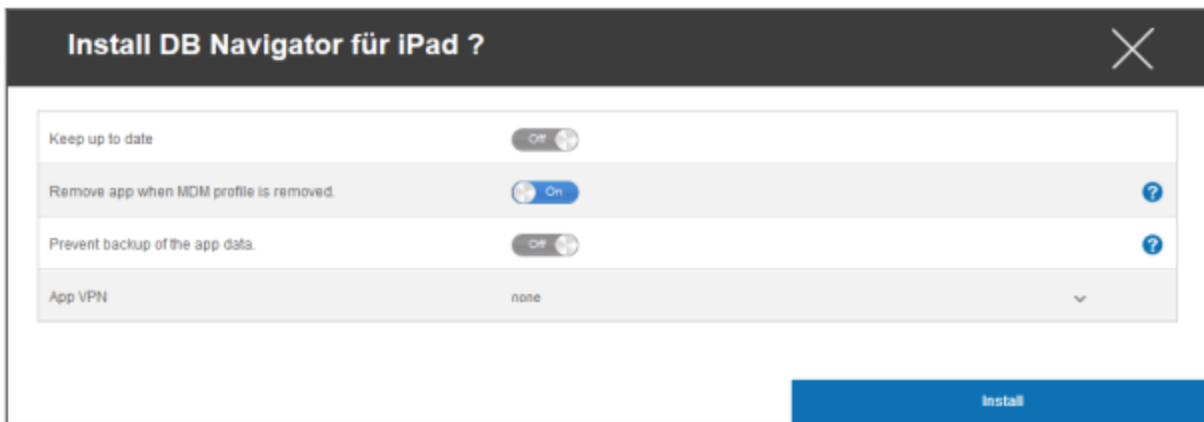 Install DB Navigator für iPad ?
Keep up to date Off
Remove app when MDM profile is removed. On ?
Prevent backup of the app data. Off ?
App VPN none
Install